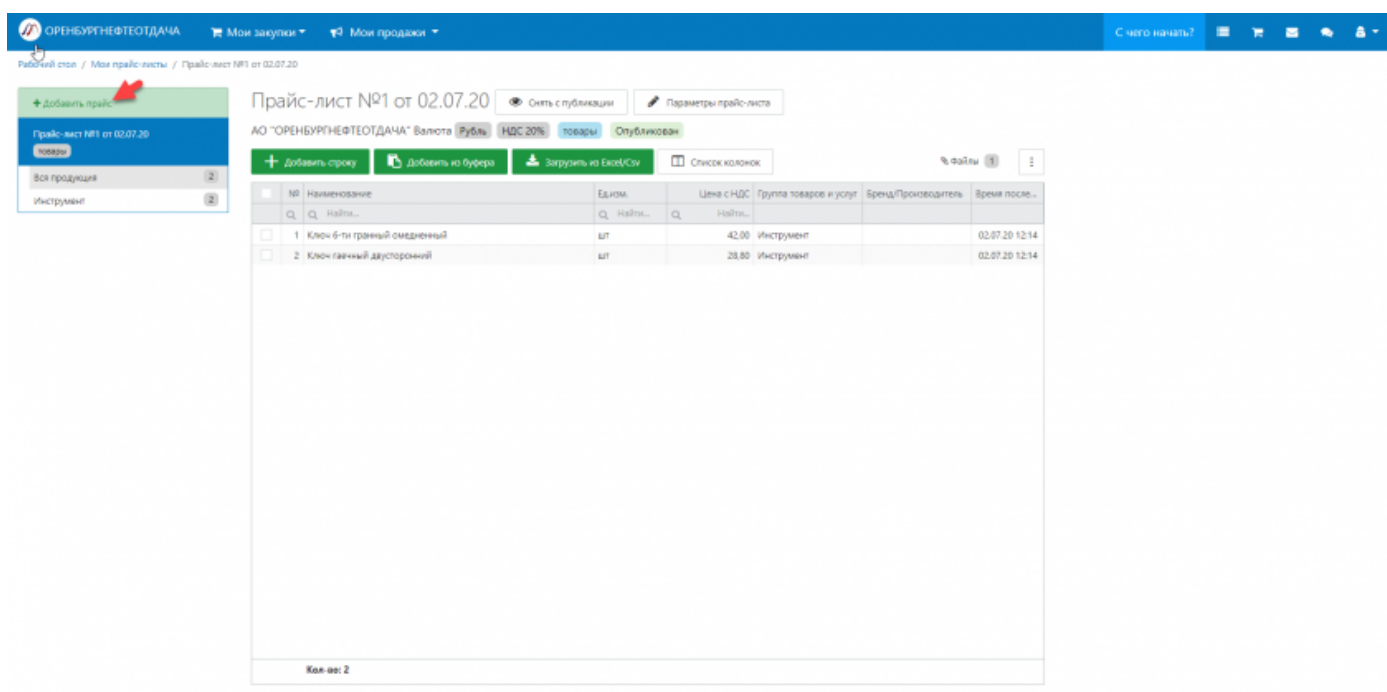 ОРЕНБУРГНЕФТЕОТДАЧА Мои закупки Мои продажи С чего начать?
Рабочий стол / Мои прайс-листы / Прайс-лист №1 от 02.07.20
+ Добавить прайс
Прайс-лист №1 от 02.07.20
товары
Вся продукция 2
Инструмент 2
Прайс-лист №1 от 02.07.20 Снять с публикации Параметры прайс-листа
АО "ОРЕНБУРГНЕФТЕОТДАЧА" Валюта Рубль НДС 20% товары Опубликован
Добавить строку Добавить из буфера Загрузить из Excel/Csv Список колонок Файлы 1
№ Наименование Ед.изм. Цена с НДС Группа товаров и услуг Бренд/Производитель Время после...
Найти... Найти... Найти...
1 Ключ 6-ти гранный омедненный шт 42,00 Инструмент 02.07.20 12:14
2 Ключ гаечный двусторонний шт 28,80 Инструмент 02.07.20 12:14
Кол-во: 2